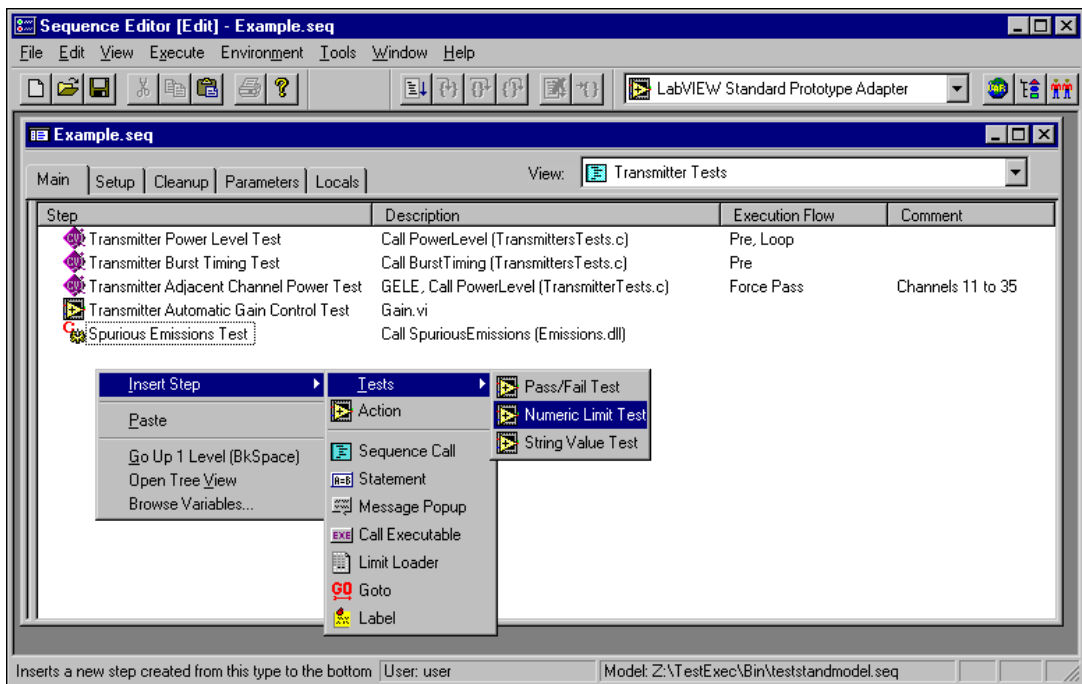 Sequence Editor [Edit] - Example.seq
File Edit View Execute Environment Tools Window Help
LabVIEW Standard Prototype Adapter
Example.seq
Main Setup Cleanup Parameters Locals View: Transmitter Tests
Step Description Execution Flow Comment
Transmitter Power Level Test Call PowerLevel (TransmittersTests.c) Pre, Loop
Transmitter Burst Timing Test Call BurstTiming (TransmittersTests.c) Pre
Transmitter Adjacent Channel Power Test GELE, Call PowerLevel (TransmitterTests.c) Force Pass Channels 11 to 35
Transmitter Automatic Gain Control Test Gain.vi
Spurious Emissions Test Call SpuriousEmissions (Emissions.dll)
Insert Step
Paste
Go Up 1 Level (BkSpace)
Open Tree View
Browse Variables...
Tests
Action
Sequence Call
A=B Statement
Message Popup
EXE Call Executable
Limit Loader
GO Goto
Label
Pass/Fail Test
Numeric Limit Test
String Value Test
Inserts a new step created from this type to the bottom User: user Model: Z:\TestExec\Bin\teststandmodel.seq